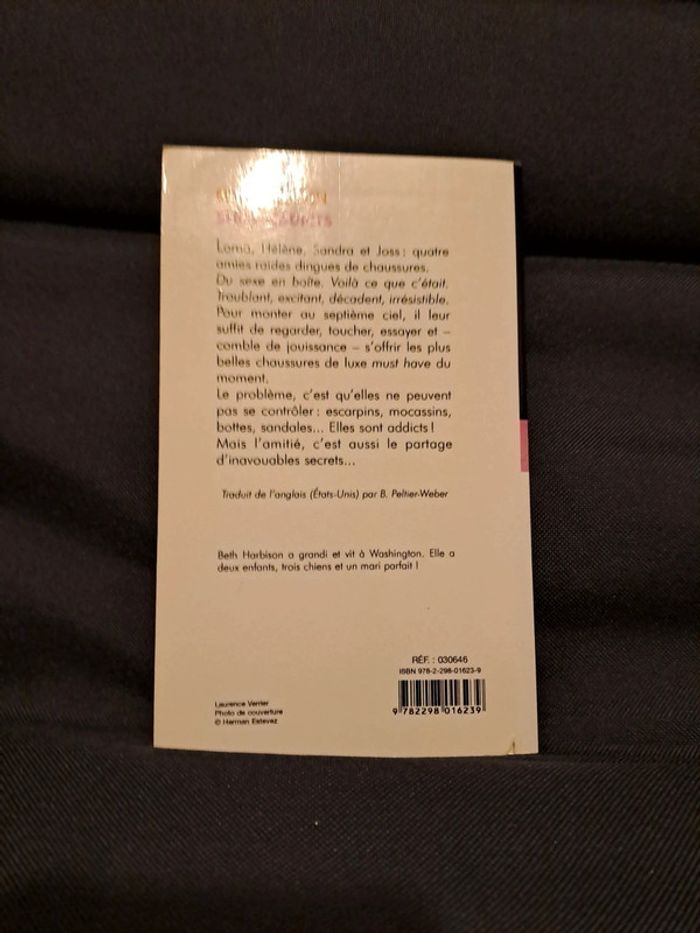 Lorna, Hélène, Sandra et Joss : quatre
amies raides dingues de chaussures.
Du sexe en boîte. Voilà ce que c'était.
Troublant, excitant, décadent, irrésistible.
Pour monter au septième ciel, il leur
suffit de regarder, toucher, essayer et –
comble de jouissance – s'offrir les plus
belles chaussures de luxe must have du
moment.
Le problème, c'est qu'elles ne peuvent
pas se contrôler : escarpins, mocassins,
bottes, sandales... Elles sont addicts !
Mais l'amitié, c'est aussi le partage
d'inavouables secrets...
Traduit de l'anglais (États-Unis) par B. Peltier-Weber
Beth Harbison a grandi et vit à Washington. Elle a
deux enfants, trois chiens et un mari parfait !
RÉF. : 030646
ISBN 978-2-298-01623-9
9 782298 016239
Laurence Verrier
Photo de couverture
© Herman Estevez